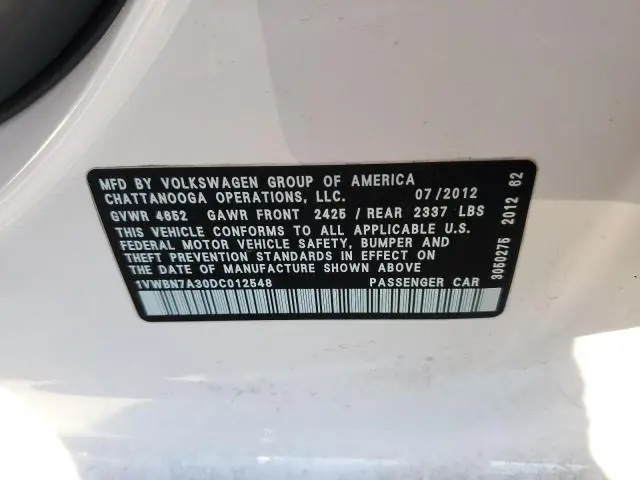 MFD BY VOLKSWAGEN GROUP OF AMERICA
CHATTANOOGA OPERATIONS, LLC. 07/2012
GVWR 4652 GAWR FRONT 2425 / REAR 2337 LBS
THIS VEHICLE CONFORMS TO ALL APPLICABLE U.S.
FEDERAL MOTOR VEHICLE SAFETY, BUMPER AND
THEFT PREVENTION STANDARDS IN EFFECT ON
THE DATE OF MANUFACTURE SHOWN ABOVE
1VWBN7A30DC012548 PASSENGER CAR
3050275 2012 62